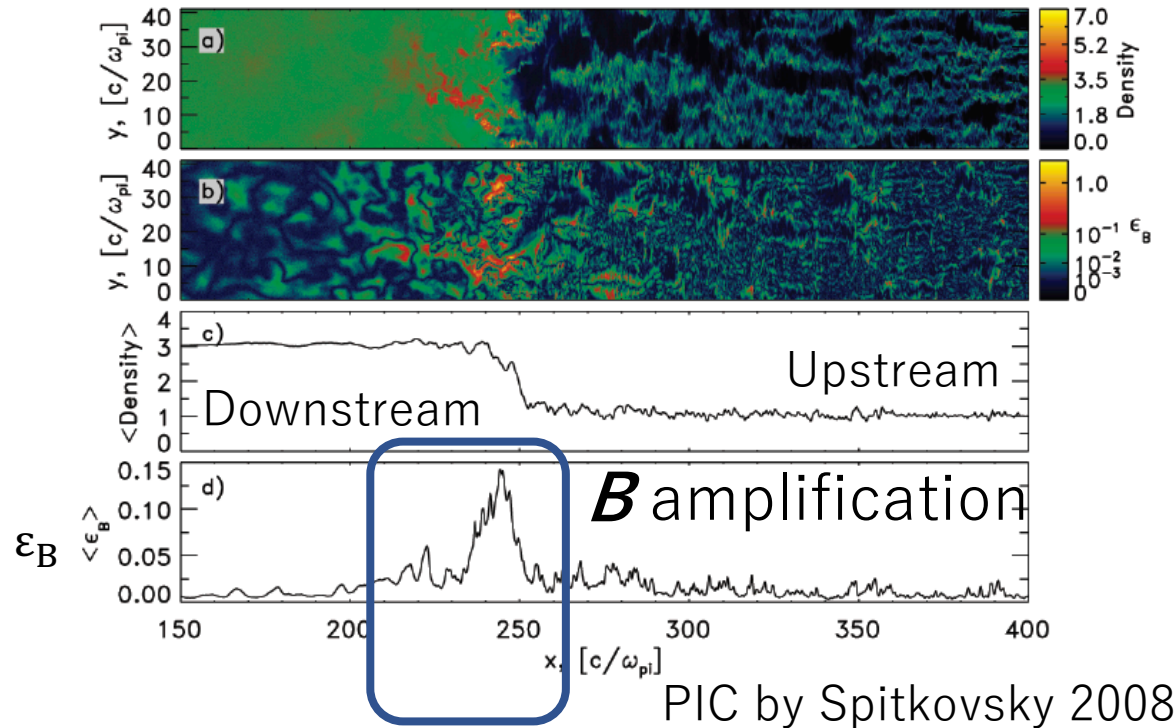 a)
y, [c/ω_pi]
40
30
20
10
0
7.0
5.2
3.5
1.8
0.0
Density
b)
y, [c/ω_pi]
40
30
20
10
0
1.0
10⁻¹
10⁻²
10⁻³
0
ϵ_B
c)
<Density>
4
3
2
1
0
Downstream
Upstream
d)
ε_B
<ϵ_B>
0.15
0.10
0.05
0.00
B amplification
150 200 250 300 350 400
x, [c/ω_pi]
PIC by Spitkovsky 2008